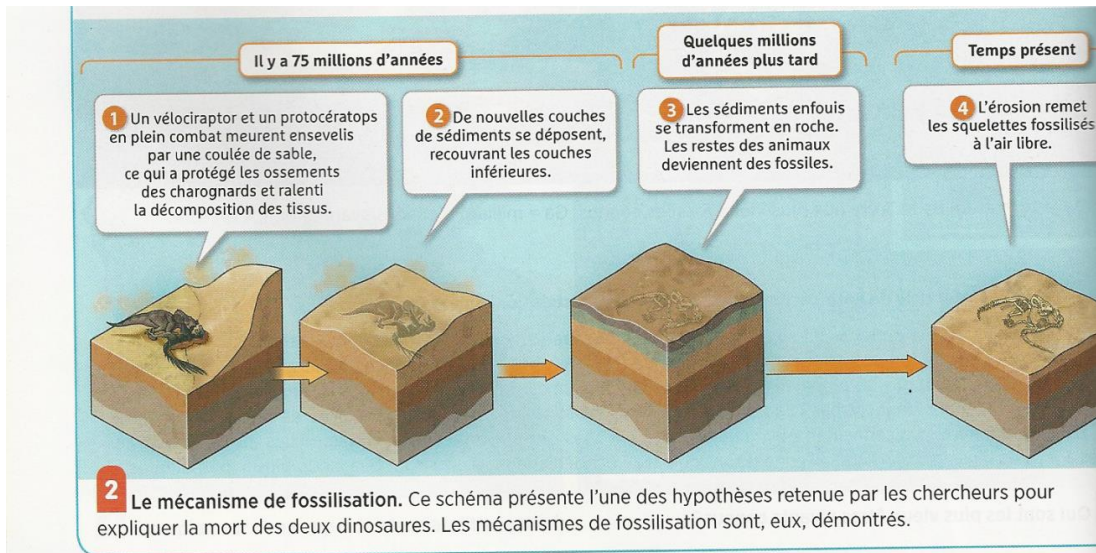 Il y a 75 millions d'années
Quelques millions
d'années plus tard
Temps présent
1 Un vélociraptor et un protocératops
en plein combat meurent ensevelis
par une coulée de sable,
ce qui a protégé les ossements
des charognards et ralenti
la décomposition des tissus.
2 De nouvelles couches
de sédiments se déposent,
recouvrant les couches
inférieures.
3 Les sédiments enfouis
se transforment en roche.
Les restes des animaux
deviennent des fossiles.
4 L'érosion remet
les squelettes fossilisés
à l'air libre.
2 Le mécanisme de fossilisation. Ce schéma présente l'une des hypothèses retenue par les chercheurs pour
expliquer la mort des deux dinosaures. Les mécanismes de fossilisation sont, eux, démontrés.